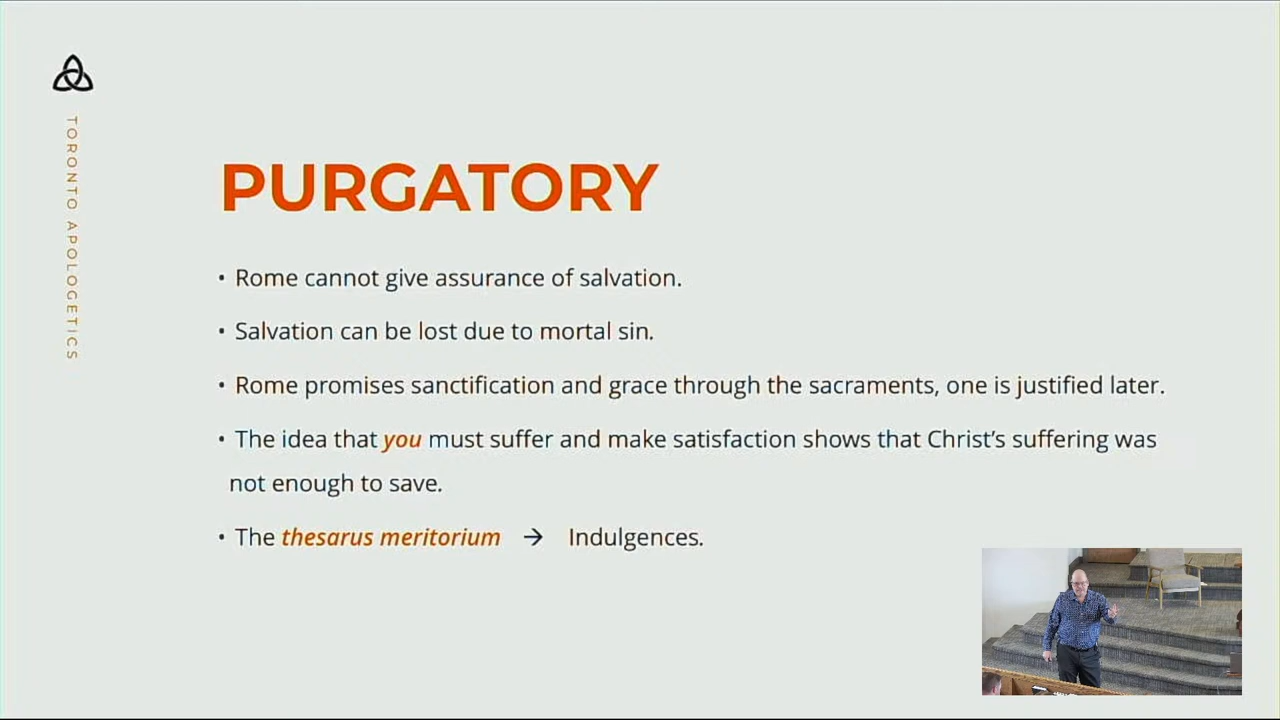 TORONTO APOLOGETICS
PURGATORY
• Rome cannot give assurance of salvation.
• Salvation can be lost due to mortal sin.
• Rome promises sanctification and grace through the sacraments, one is justified later.
• The idea that you must suffer and make satisfaction shows that Christ’s suffering was
not enough to save.
• The thesarus meritorium → Indulgences.